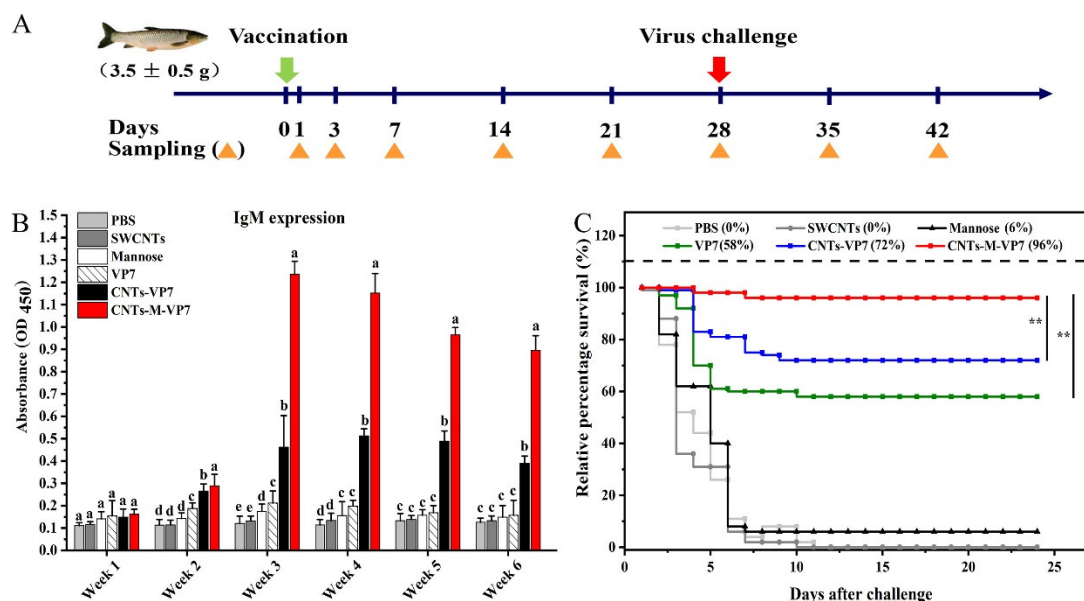 A
Vaccination
Virus challenge
(3.5 ± 0.5 g)
Days 0 1 3 7 14 21 28 35 42
Sampling ( )
B
IgM expression
PBS
SWCNTs
Mannose
VP7
CNTs-VP7
CNTs-M-VP7
Absorbance (OD 450)
1.5
1.4
1.3
1.2
1.1
1.0
0.9
0.8
0.7
0.6
0.5
0.4
0.3
0.2
0.1
0.0
a a a a a a
d d d c b a
e e d c b a
d d c c b a
c c c c b a
c c c c b a
Week 1 Week 2 Week 3 Week 4 Week 5 Week 6
C
PBS (0%) SWCNTs (0%) Mannose (6%)
VP7(58%) CNTs-VP7 (72%) CNTs-M-VP7 (96%)
Relative percentage survival (%)
120
100
80
60
40
20
0
** **
0 5 10 15 20 25
Days after challenge